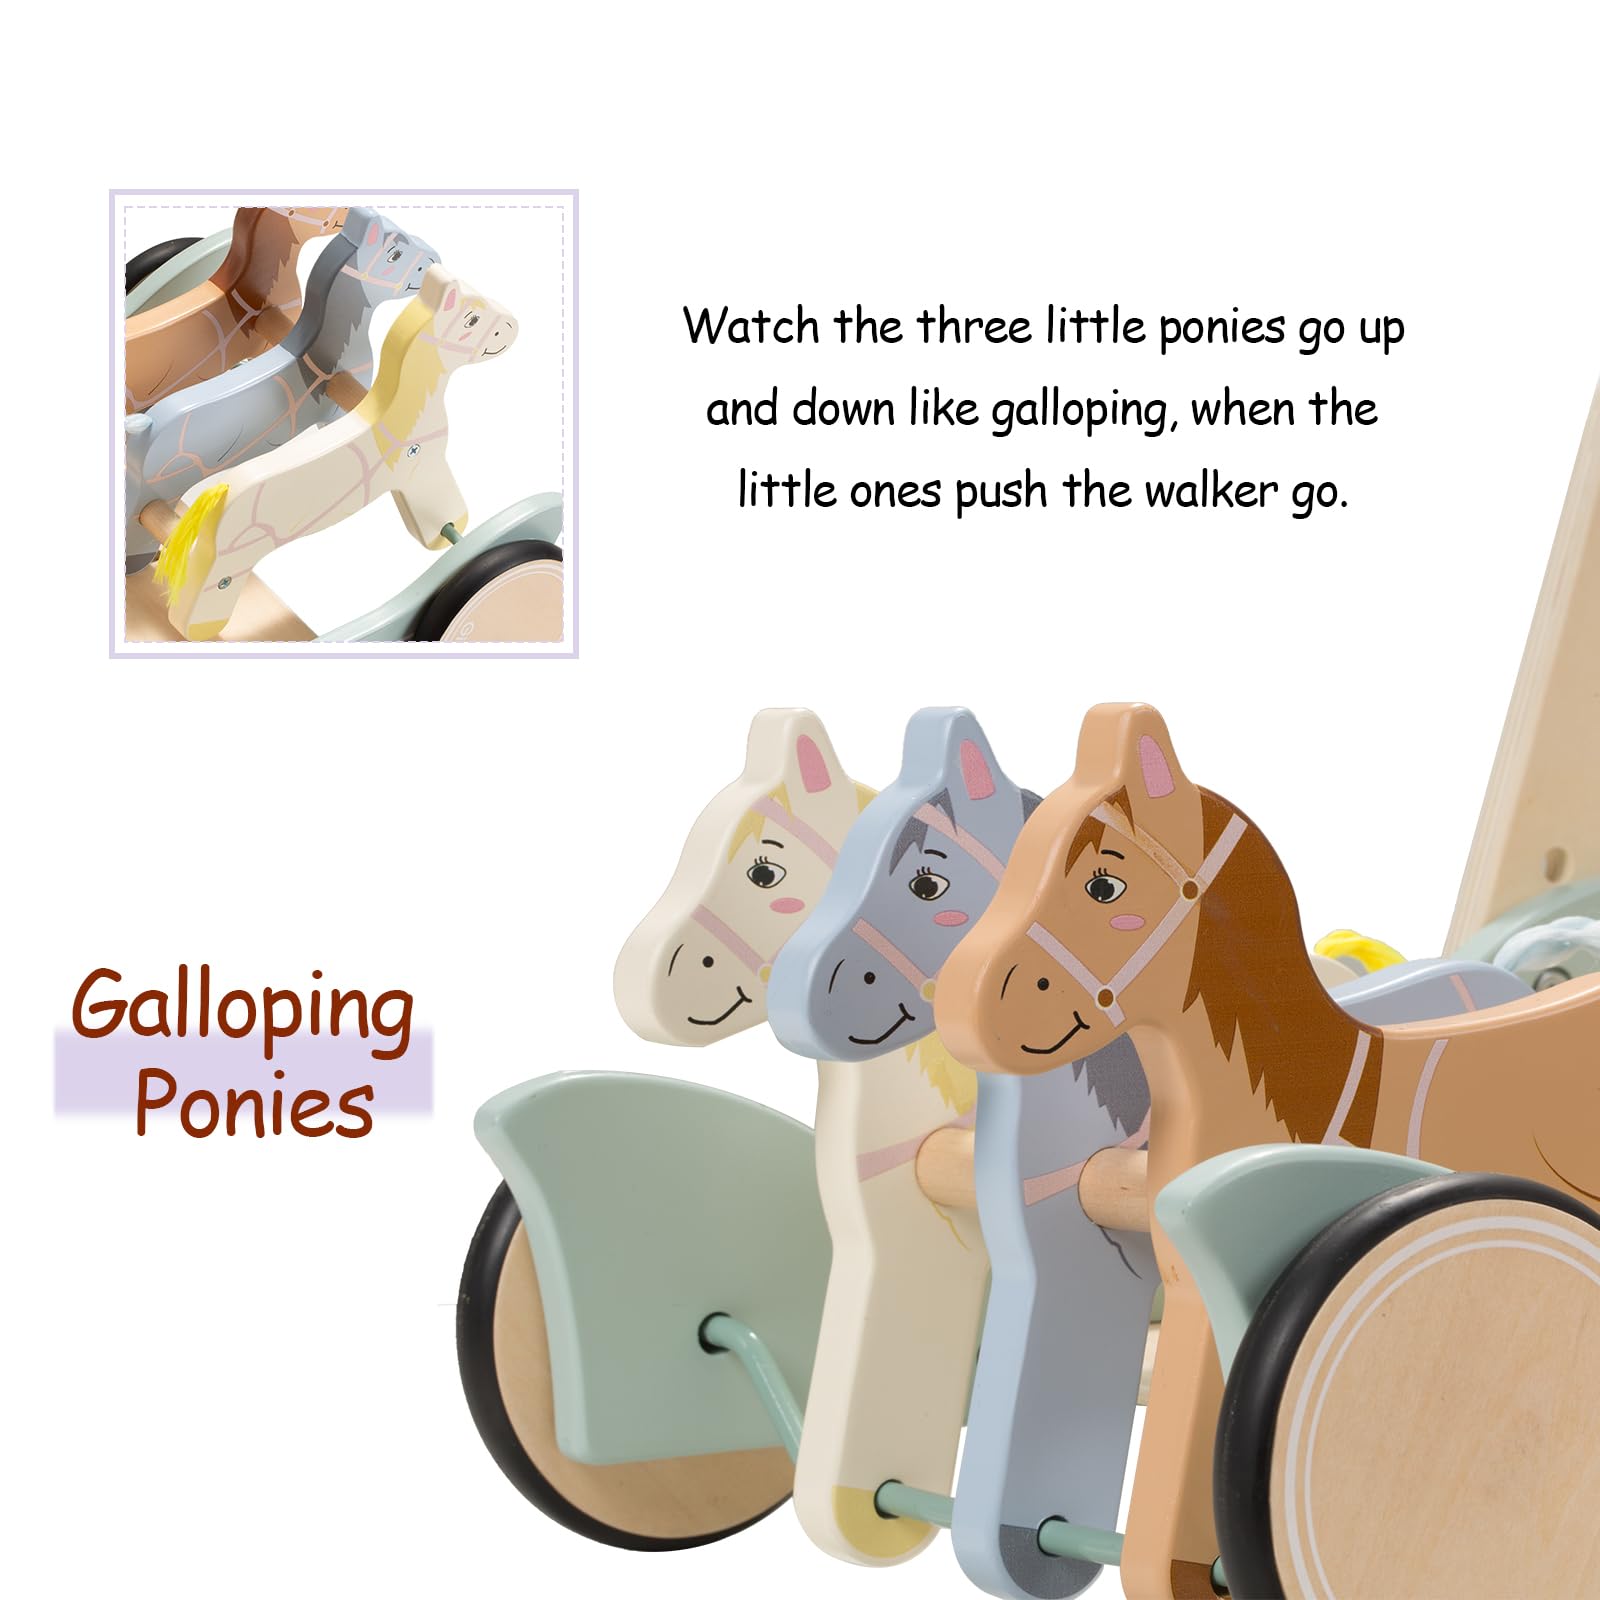 Watch the three little ponies go up
and down like galloping, when the
little ones push the walker go.
Galloping
Ponies